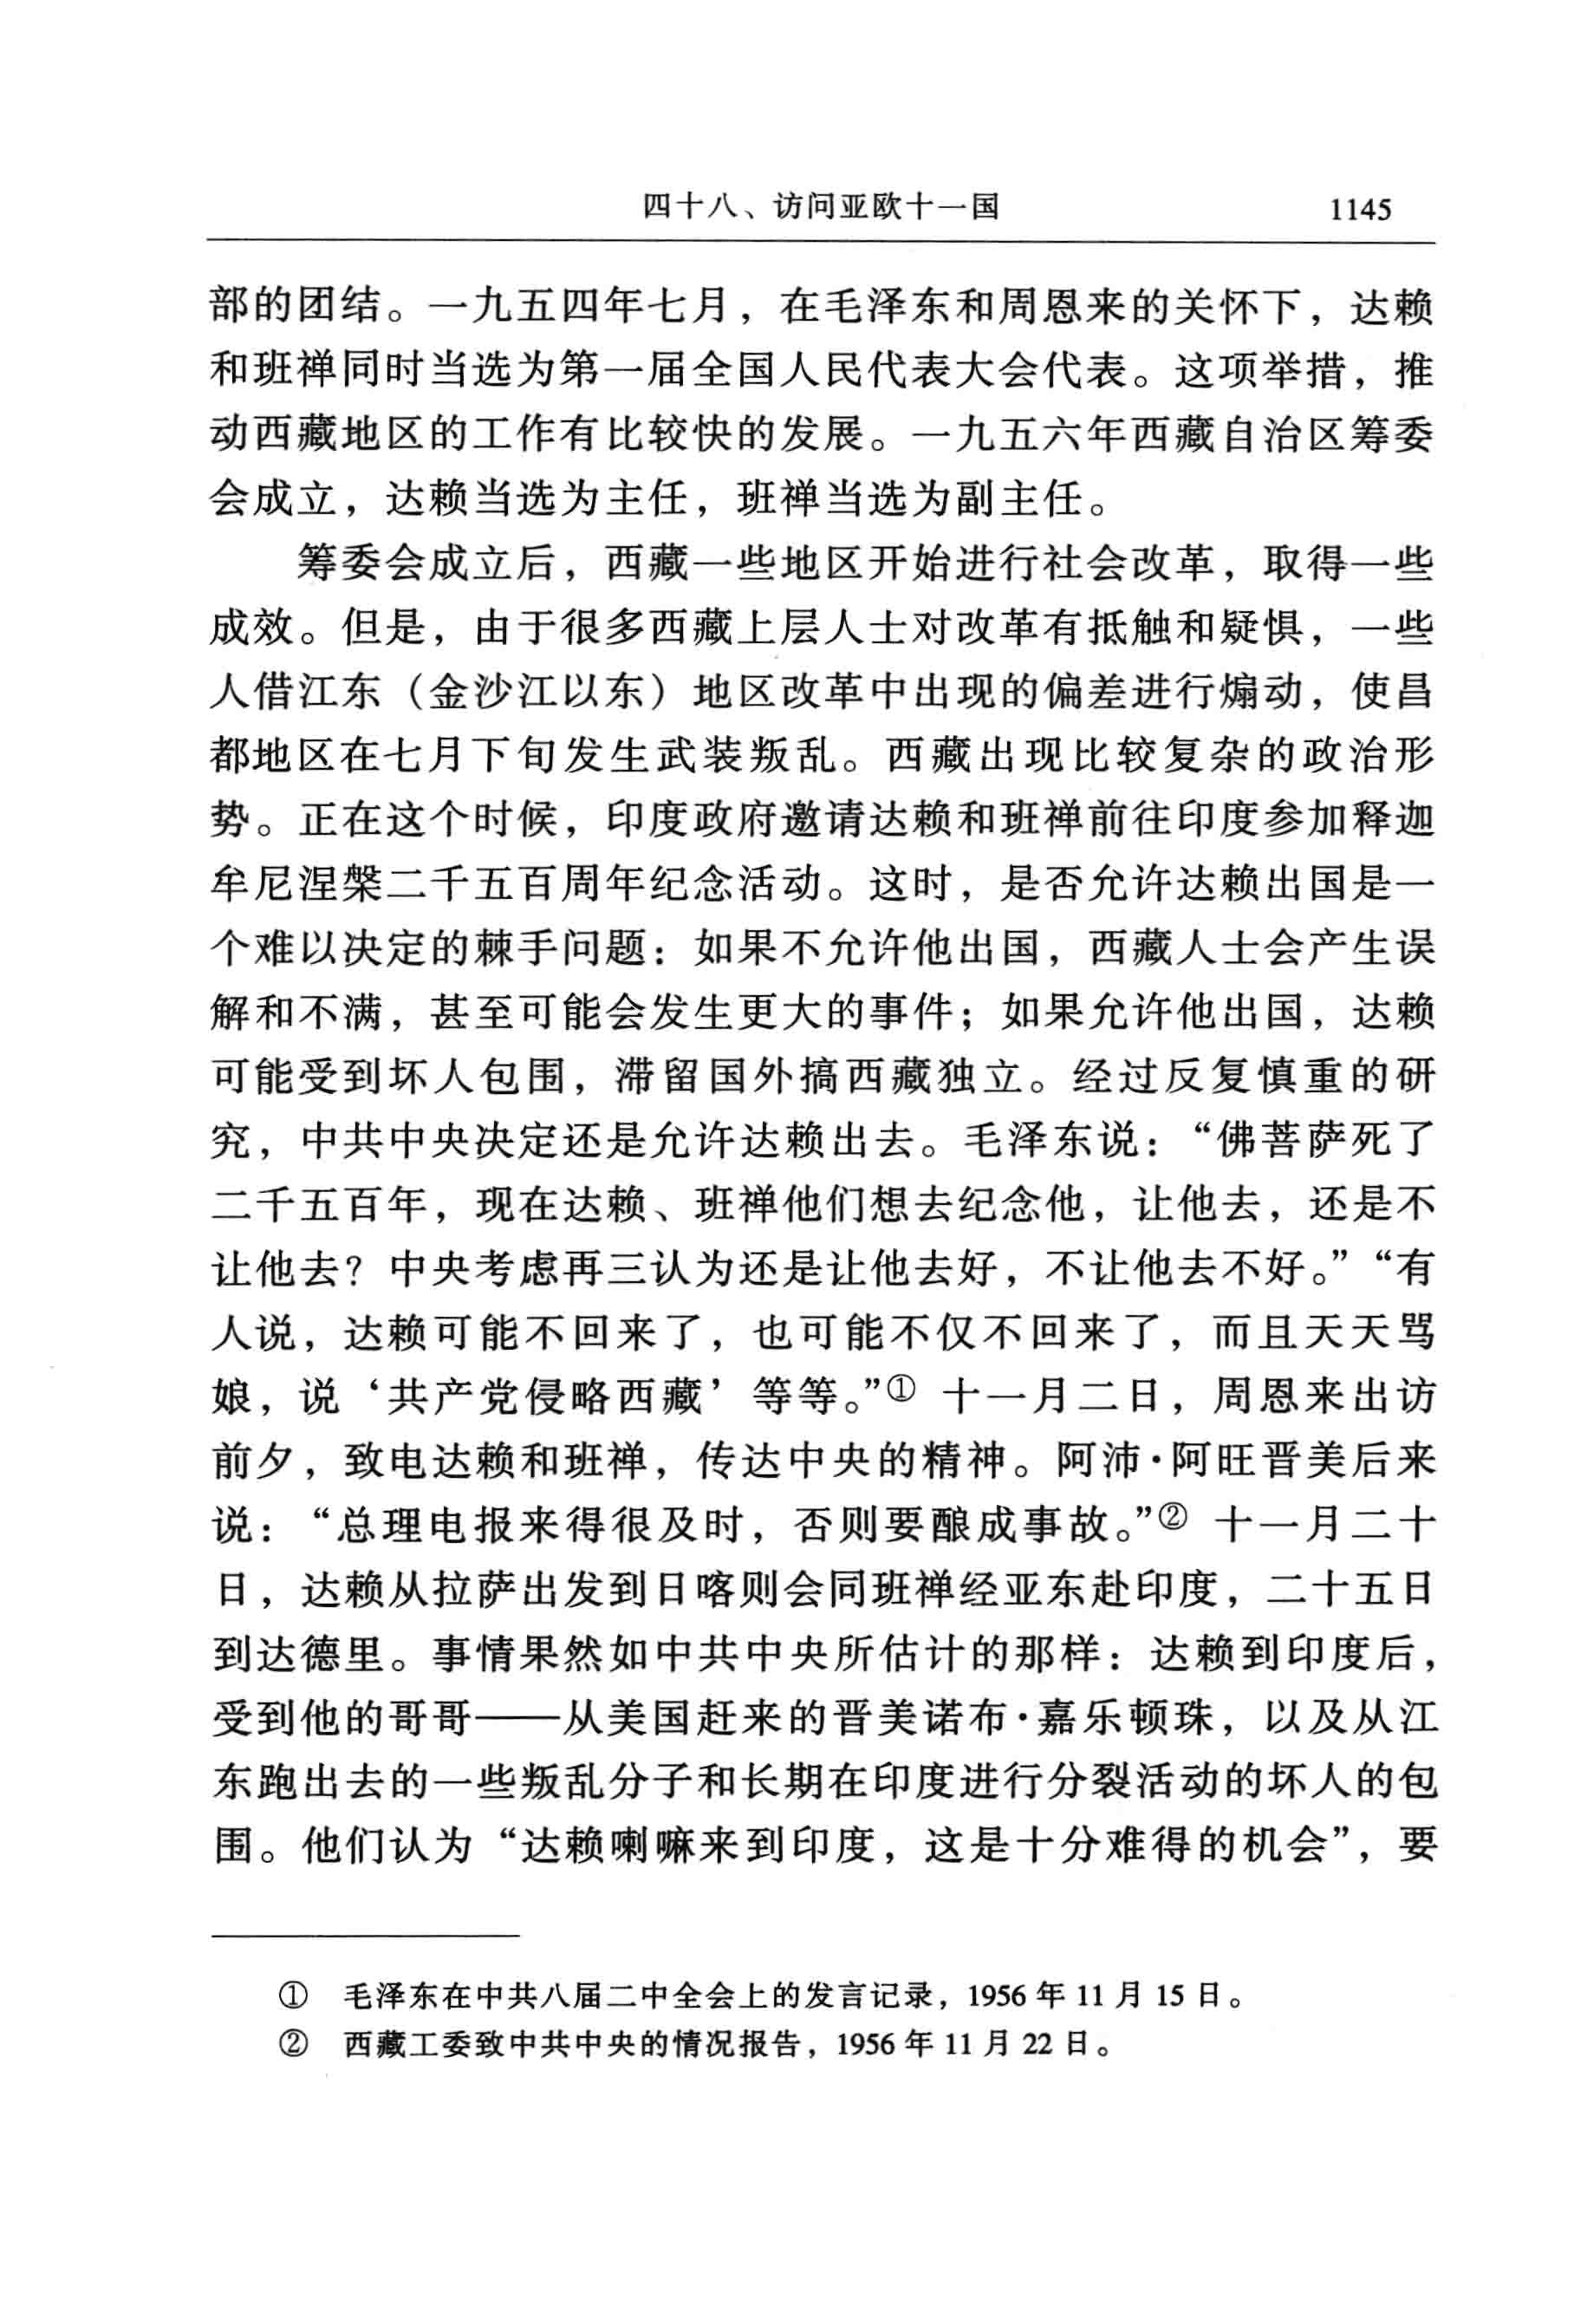 四十八、访问亚欧十一国 1145
部的团结。一九五四年七月，在毛泽东和周恩来的关怀下，达赖
和班禅同时当选为第一届全国人民代表大会代表。这项举措，推
动西藏地区的工作有比较快的发展。一九五六年西藏自治区筹委
会成立，达赖当选为主任，班禅当选为副主任。
筹委会成立后，西藏一些地区开始进行社会改革，取得一些
成效。但是，由于很多西藏上层人士对改革有抵触和疑惧，一些
人借江东（金沙江以东）地区改革中出现的偏差进行煽动，使昌
都地区在七月下旬发生武装叛乱。西藏出现比较复杂的政治形
势。正在这个时候，印度政府邀请达赖和班禅前往印度参加释迦
牟尼涅槃二千五百周年纪念活动。这时，是否允许达赖出国是一
个难以决定的棘手问题：如果不允许他出国，西藏人士会产生误
解和不满，甚至可能会发生更大的事件；如果允许他出国，达赖
可能受到坏人包围，滞留国外搞西藏独立。经过反复慎重的研
究，中共中央决定还是允许达赖出去。毛泽东说：“佛菩萨死了
二千五百年，现在达赖、班禅他们想去纪念他，让他去，还是不
让他去？中央考虑再三认为还是让他去好，不让他去不好。”“有
人说，达赖可能不回来了，也可能不仅不回来了，而且天天骂
娘，说‘共产党侵略西藏’等等。”① 十一月二日，周恩来出访
前夕，致电达赖和班禅，传达中央的精神。阿沛·阿旺晋美后来
说：“总理电报来得很及时，否则要酿成事故。”② 十一月二十
日，达赖从拉萨出发到日喀则会同班禅经亚东赴印度，二十五日
到达德里。事情果然如中共中央所估计的那样：达赖到印度后，
受到他的哥哥——从美国赶来的晋美诺布·嘉乐顿珠，以及从江
东跑出去的一些叛乱分子和长期在印度进行分裂活动的坏人的包
围。他们认为“达赖喇嘛来到印度，这是十分难得的机会”，要
① 毛泽东在中共八届二中全会上的发言记录，1956 年 11 月 15 日。
② 西藏工委致中共中央的情况报告，1956 年 11 月 22 日。